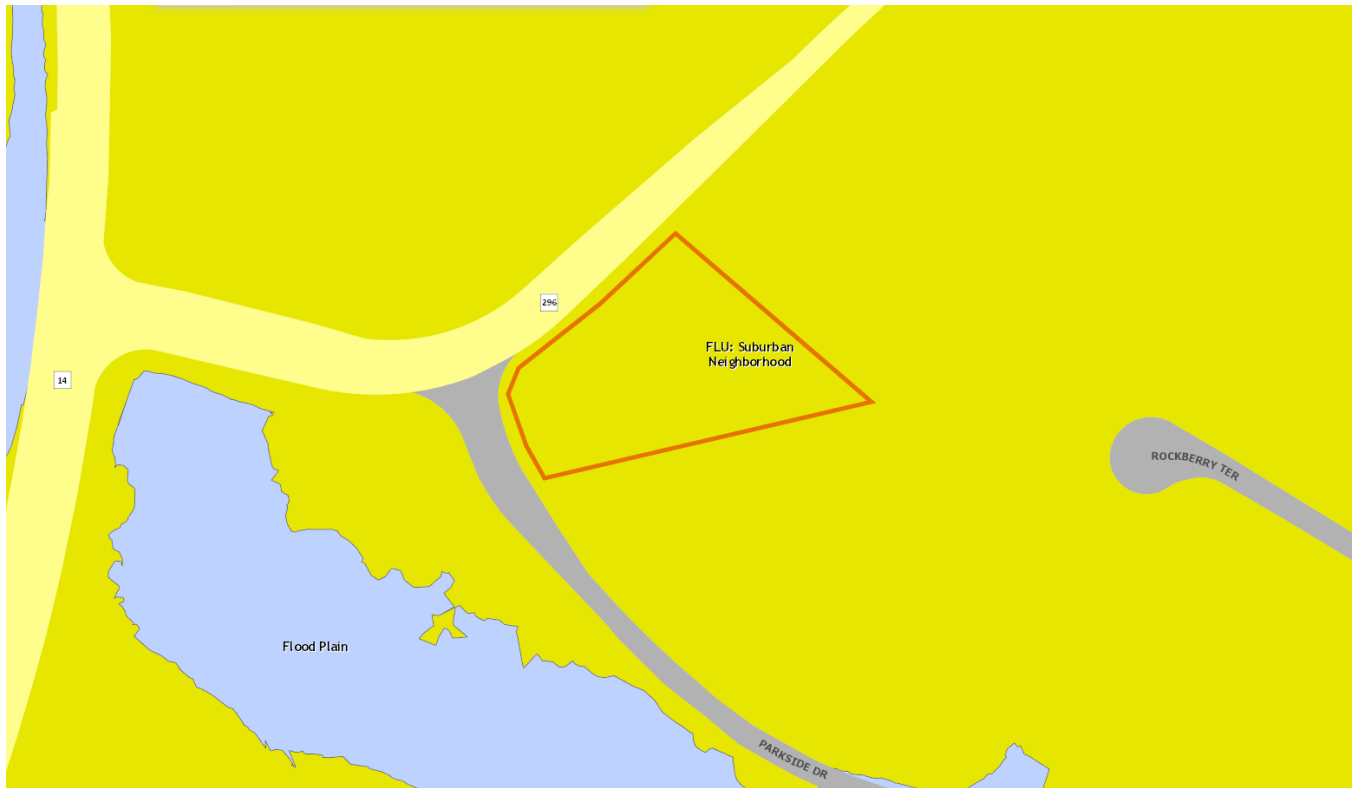 296
FLU: Suburban
Neighborhood
14
ROCKBERRY TER
Flood Plain
PARKSIDE DR